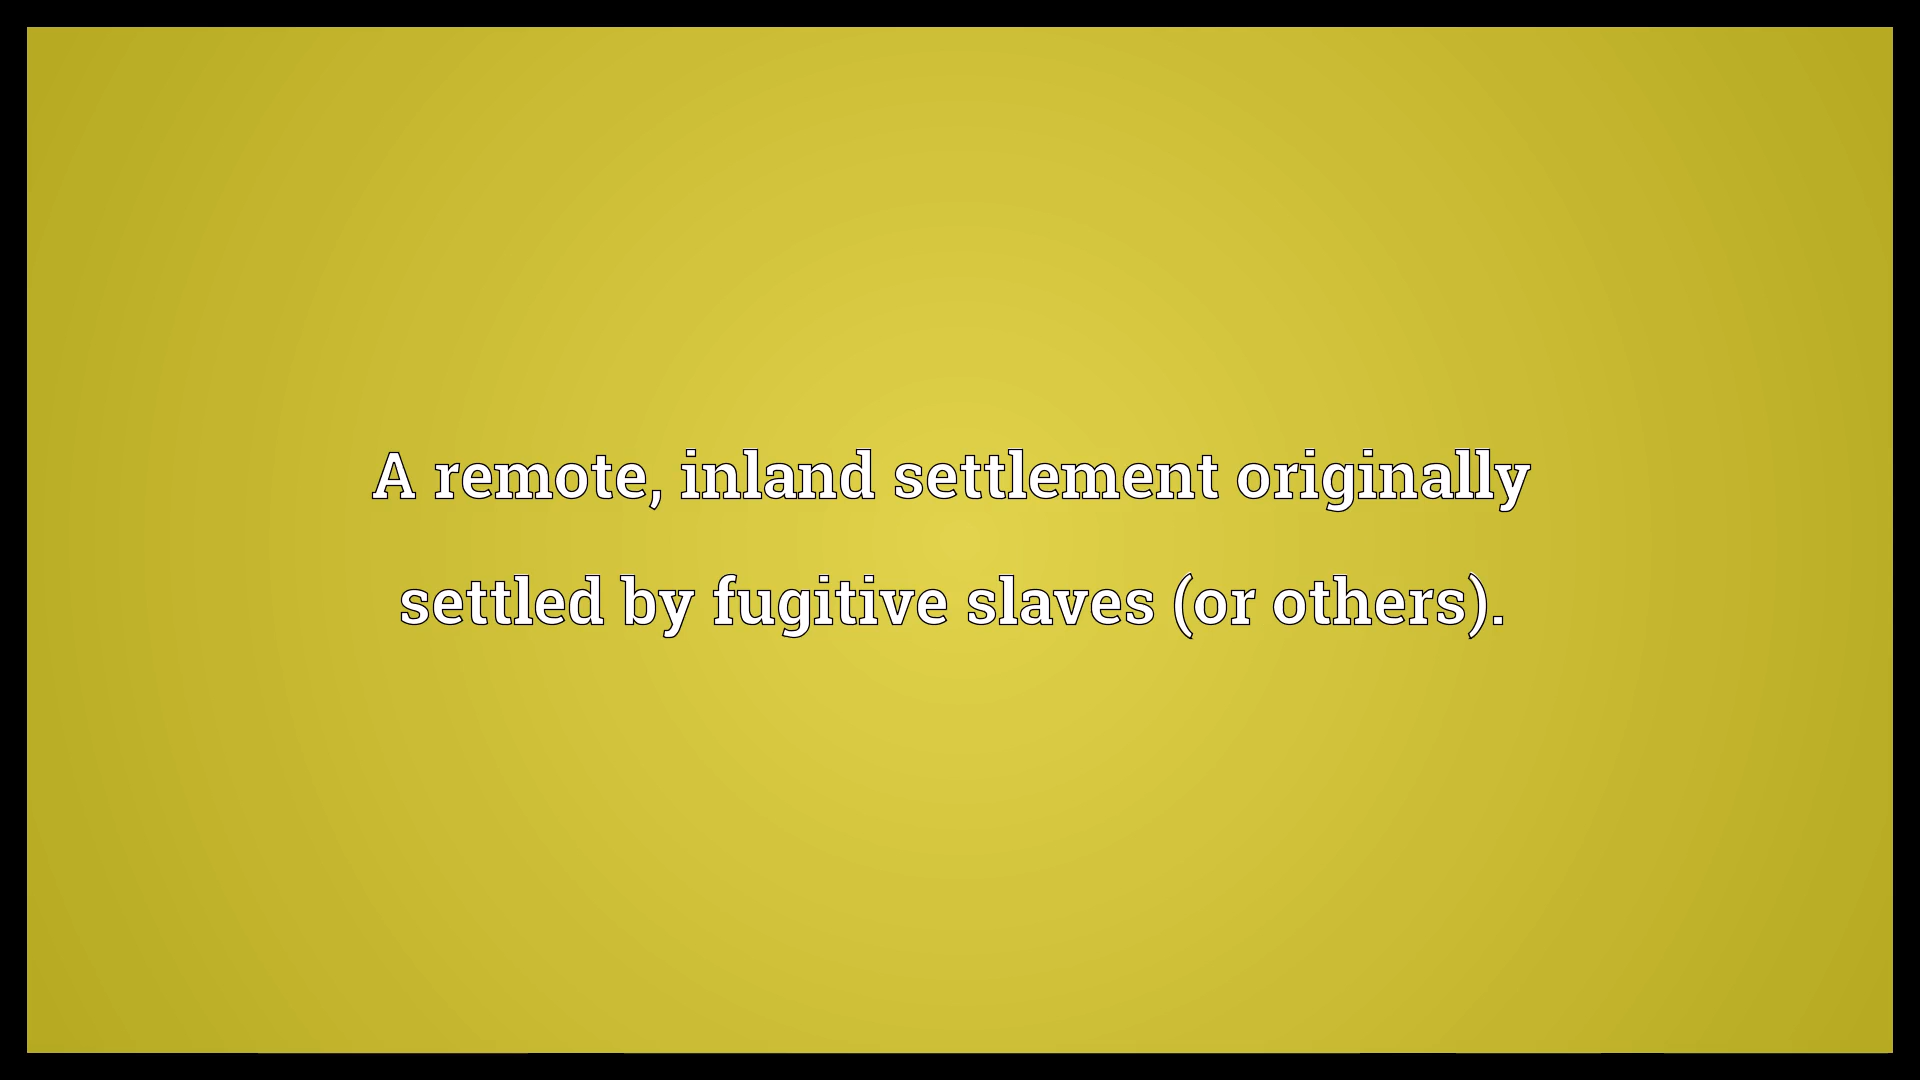 A remote, inland settlement originally
settled by fugitive slaves (or others).